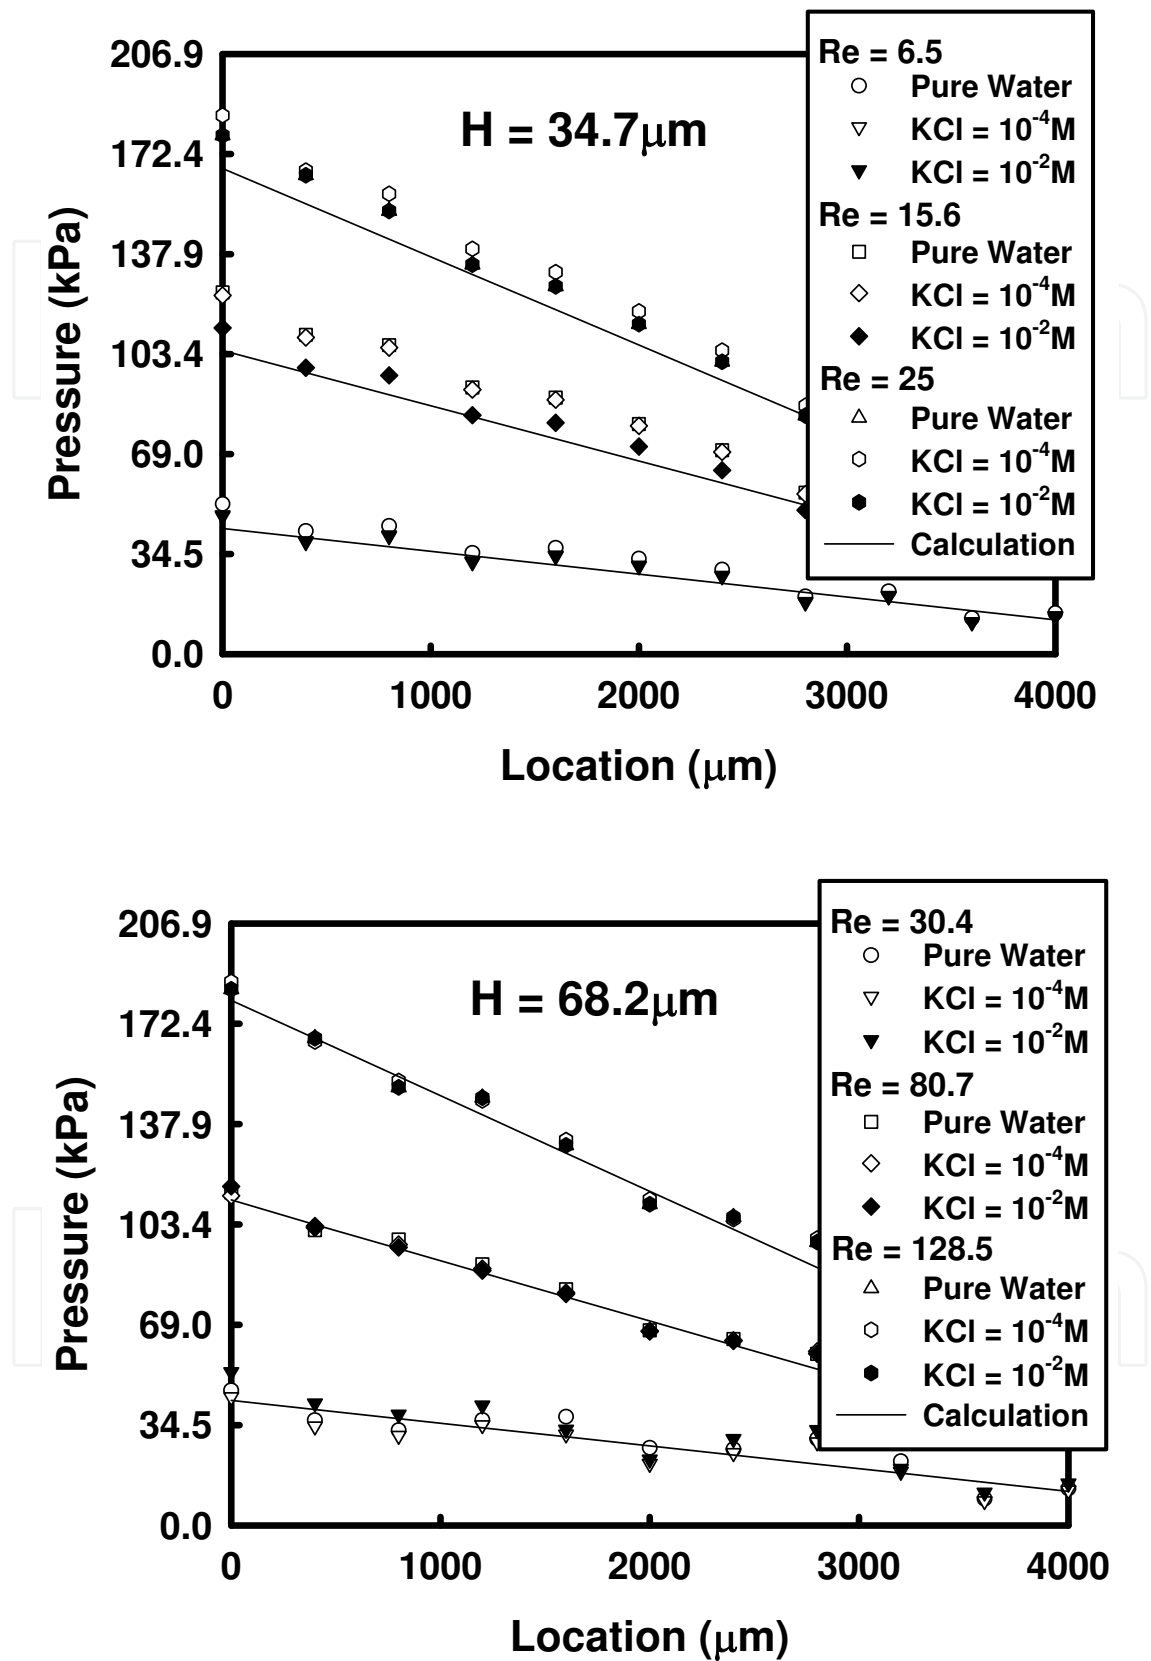 206.9
172.4
137.9
103.4
69.0
34.5
0.0
Pressure (kPa)
H = 34.7μm
Re = 6.5
Pure Water
KCl = 10-4M
KCl = 10-2M
Re = 15.6
Pure Water
KCl = 10-4M
KCl = 10-2M
Re = 25
Pure Water
KCl = 10-4M
KCl = 10-2M
Calculation
0 1000 2000 3000 4000
Location (μm)
206.9
172.4
137.9
103.4
69.0
34.5
0.0
Pressure (kPa)
H = 68.2μm
Re = 30.4
Pure Water
KCl = 10-4M
KCl = 10-2M
Re = 80.7
Pure Water
KCl = 10-4M
KCl = 10-2M
Re = 128.5
Pure Water
KCl = 10-4M
KCl = 10-2M
Calculation
0 1000 2000 3000 4000
Location (μm)